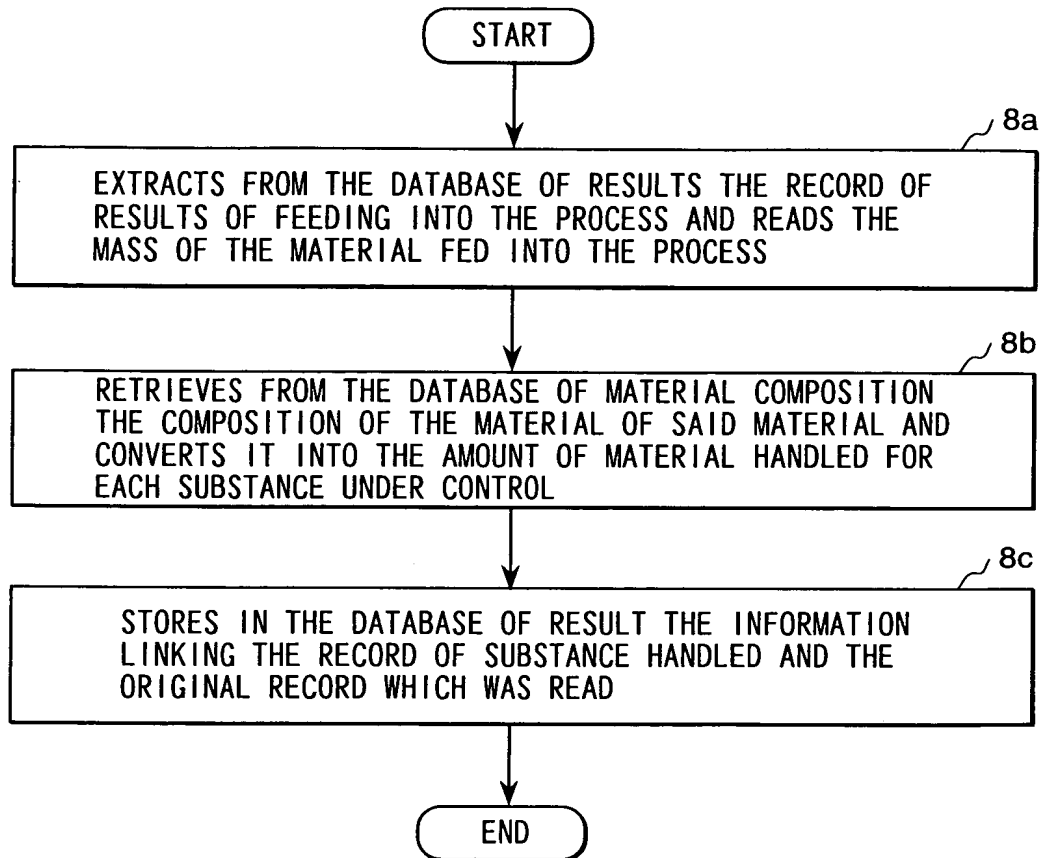 START
8a
EXTRACTS FROM THE DATABASE OF RESULTS THE RECORD OF
RESULTS OF FEEDING INTO THE PROCESS AND READS THE
MASS OF THE MATERIAL FED INTO THE PROCESS
8b
RETRIEVES FROM THE DATABASE OF MATERIAL COMPOSITION
THE COMPOSITION OF THE MATERIAL OF SAID MATERIAL AND
CONVERTS IT INTO THE AMOUNT OF MATERIAL HANDLED FOR
EACH SUBSTANCE UNDER CONTROL
8c
STORES IN THE DATABASE OF RESULT THE INFORMATION
LINKING THE RECORD OF SUBSTANCE HANDLED AND THE
ORIGINAL RECORD WHICH WAS READ
END